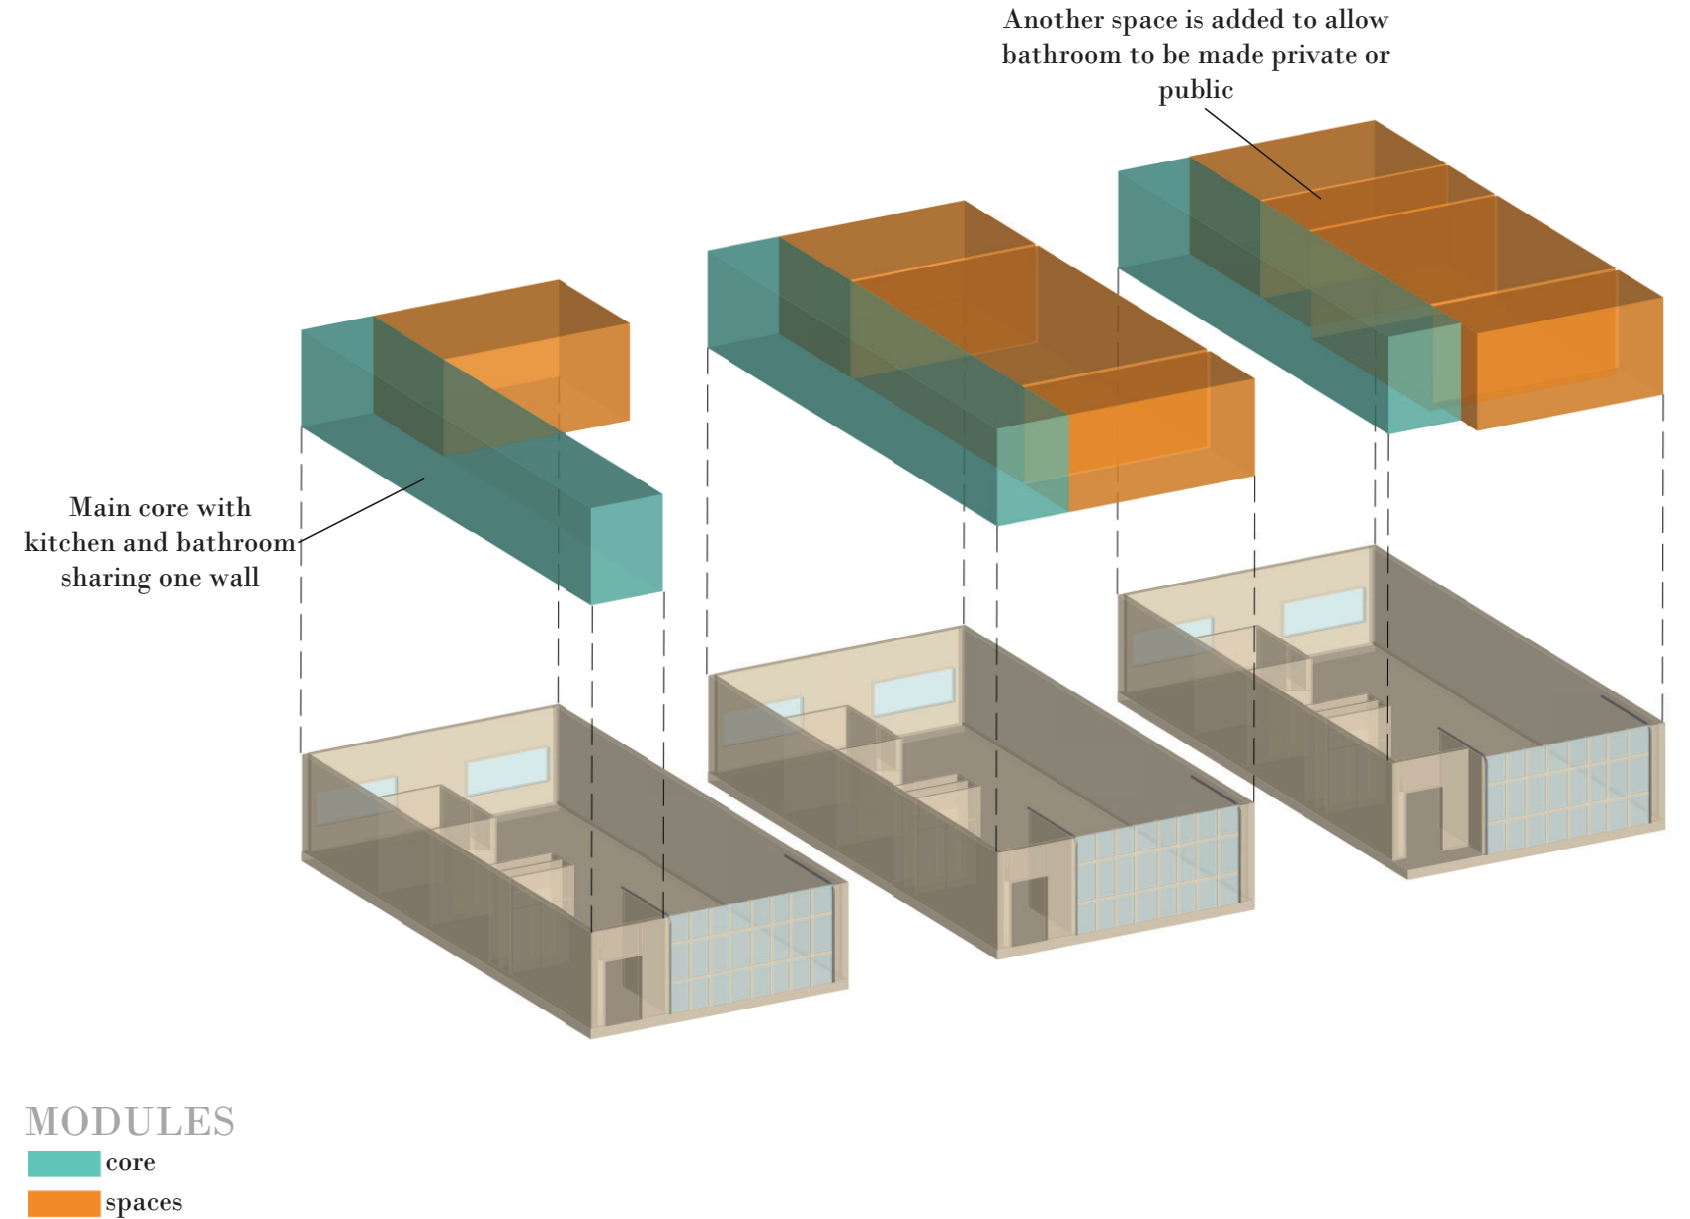 Another space is added to allow
bathroom to be made private or
public
Main core with
kitchen and bathroom
sharing one wall
MODULES
core
spaces